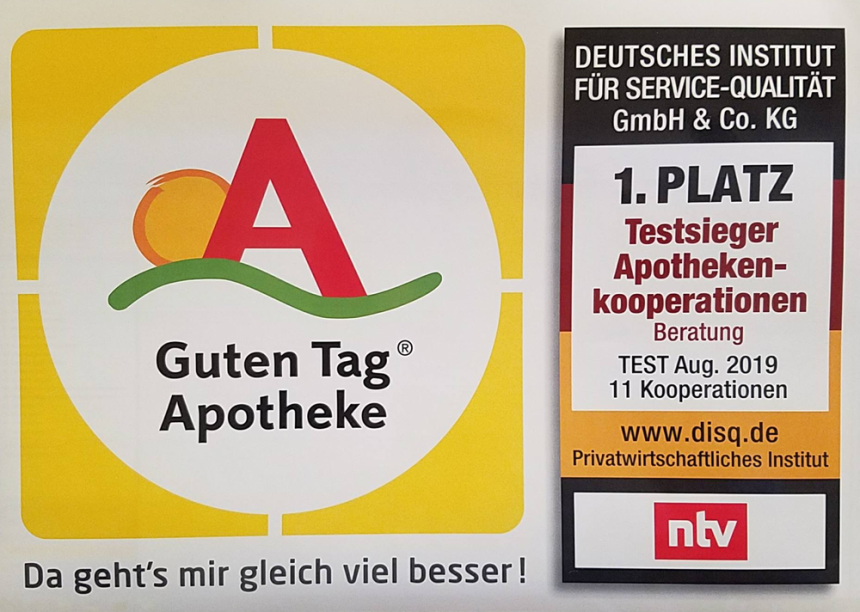 A
Guten Tag®
Apotheke
Da geht's mir gleich viel besser!
DEUTSCHES INSTITUT
FÜR SERVICE-QUALITÄT
GmbH & Co. KG
1. PLATZ
Testsieger
Apotheken-
kooperationen
Beratung
TEST Aug. 2019
11 Kooperationen
www.disq.de
Privatwirtschaftliches Institut
ntv